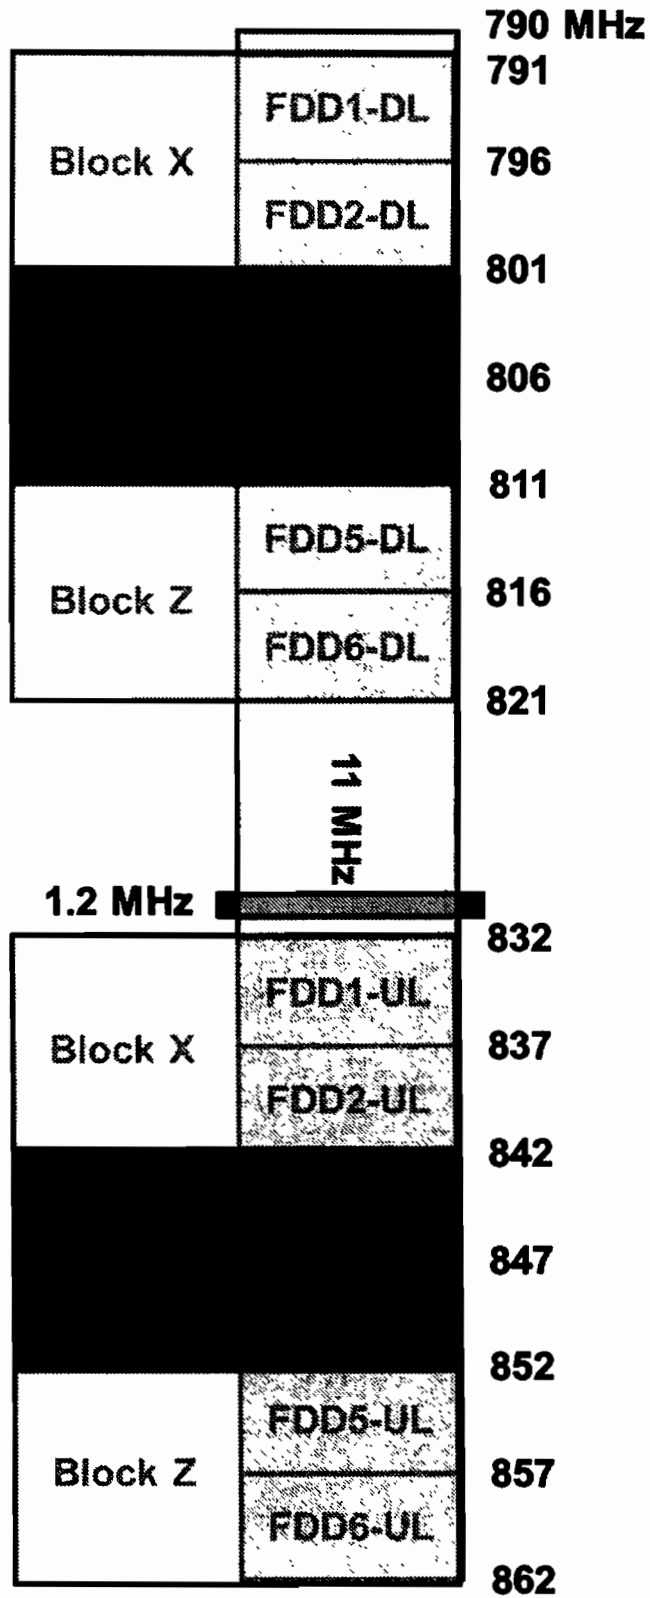 790 MHz
791
FDD1-DL
Block X
796
FDD2-DL
801
806
811
FDD5-DL
Block Z
816
FDD6-DL
821
11 MHz
1.2 MHz
832
FDD1-UL
Block X
837
FDD2-UL
842
847
852
FDD5-UL
Block Z
857
FDD6-UL
862